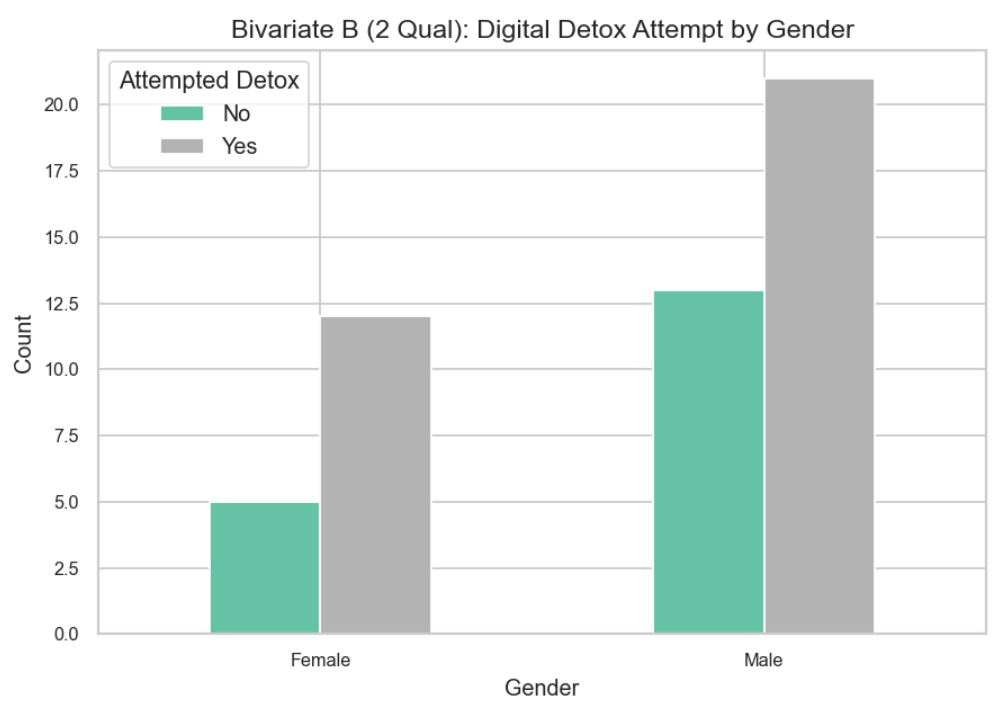 Bivariate B (2 Qual): Digital Detox Attempt by Gender
Attempted Detox
No
Yes
20.0
17.5
15.0
12.5
10.0
7.5
5.0
2.5
0.0
Count
Female
Male
Gender